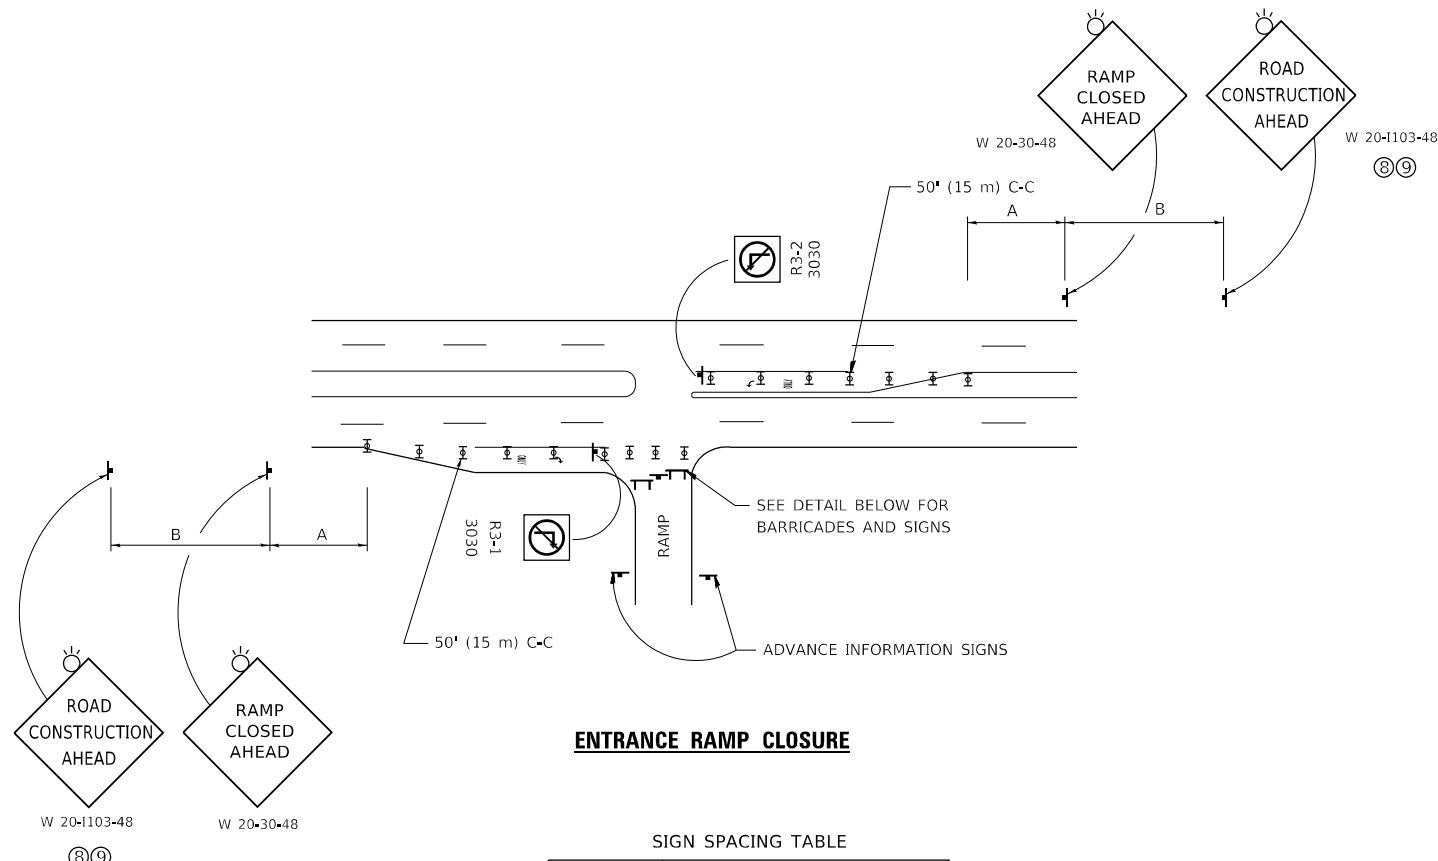 RAMP
CLOSED
AHEAD
ROAD
CONSTRUCTION
AHEAD
W 20-30-48
W 20-I103-48
⑧⑨
50' (15 m) C-C
A
B
R3-2
3030
ONLY
ONLY
SEE DETAIL BELOW FOR
BARRICADES AND SIGNS
RAMP
B
A
R3-1
3030
50' (15 m) C-C
ADVANCE INFORMATION SIGNS
ROAD
CONSTRUCTION
AHEAD
RAMP
CLOSED
AHEAD
ENTRANCE RAMP CLOSURE
W 20-I103-48
W 20-30-48
⑧⑨
SIGN SPACING TABLE